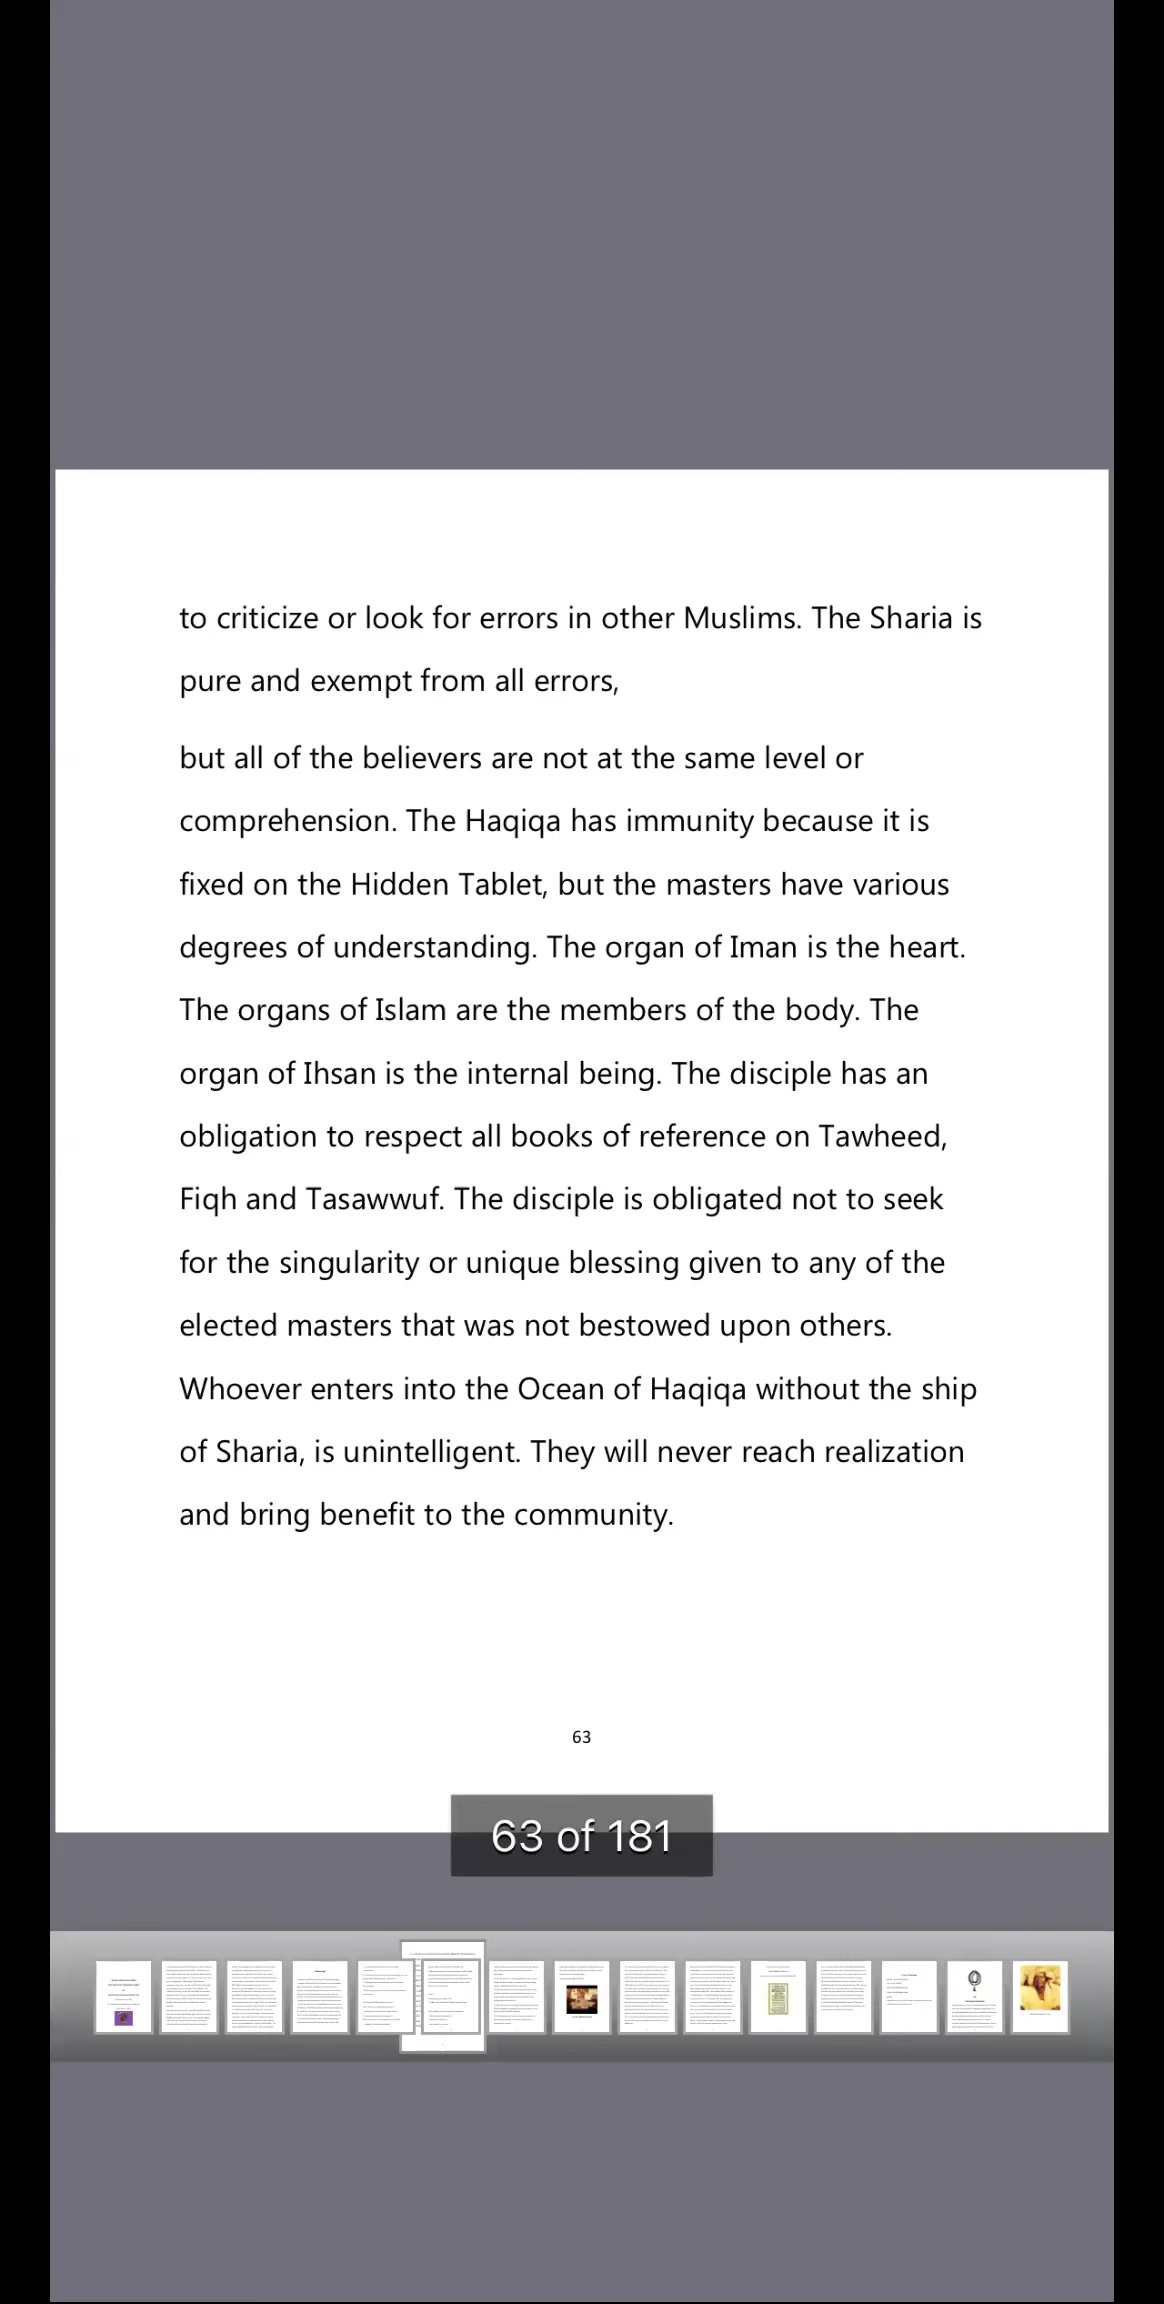 to criticize or look for errors in other Muslims. The Sharia is
pure and exempt from all errors,
but all of the believers are not at the same level or
comprehension. The Haqiqa has immunity because it is
fixed on the Hidden Tablet, but the masters have various
degrees of understanding. The organ of Iman is the heart.
The organs of Islam are the members of the body. The
organ of Ihsan is the internal being. The disciple has an
obligation to respect all books of reference on Tawheed,
Fiqh and Tasawwuf. The disciple is obligated not to seek
for the singularity or unique blessing given to any of the
elected masters that was not bestowed upon others.
Whoever enters into the Ocean of Haqiqa without the ship
of Sharia, is unintelligent. They will never reach realization
and bring benefit to the community.
63
63 of 181